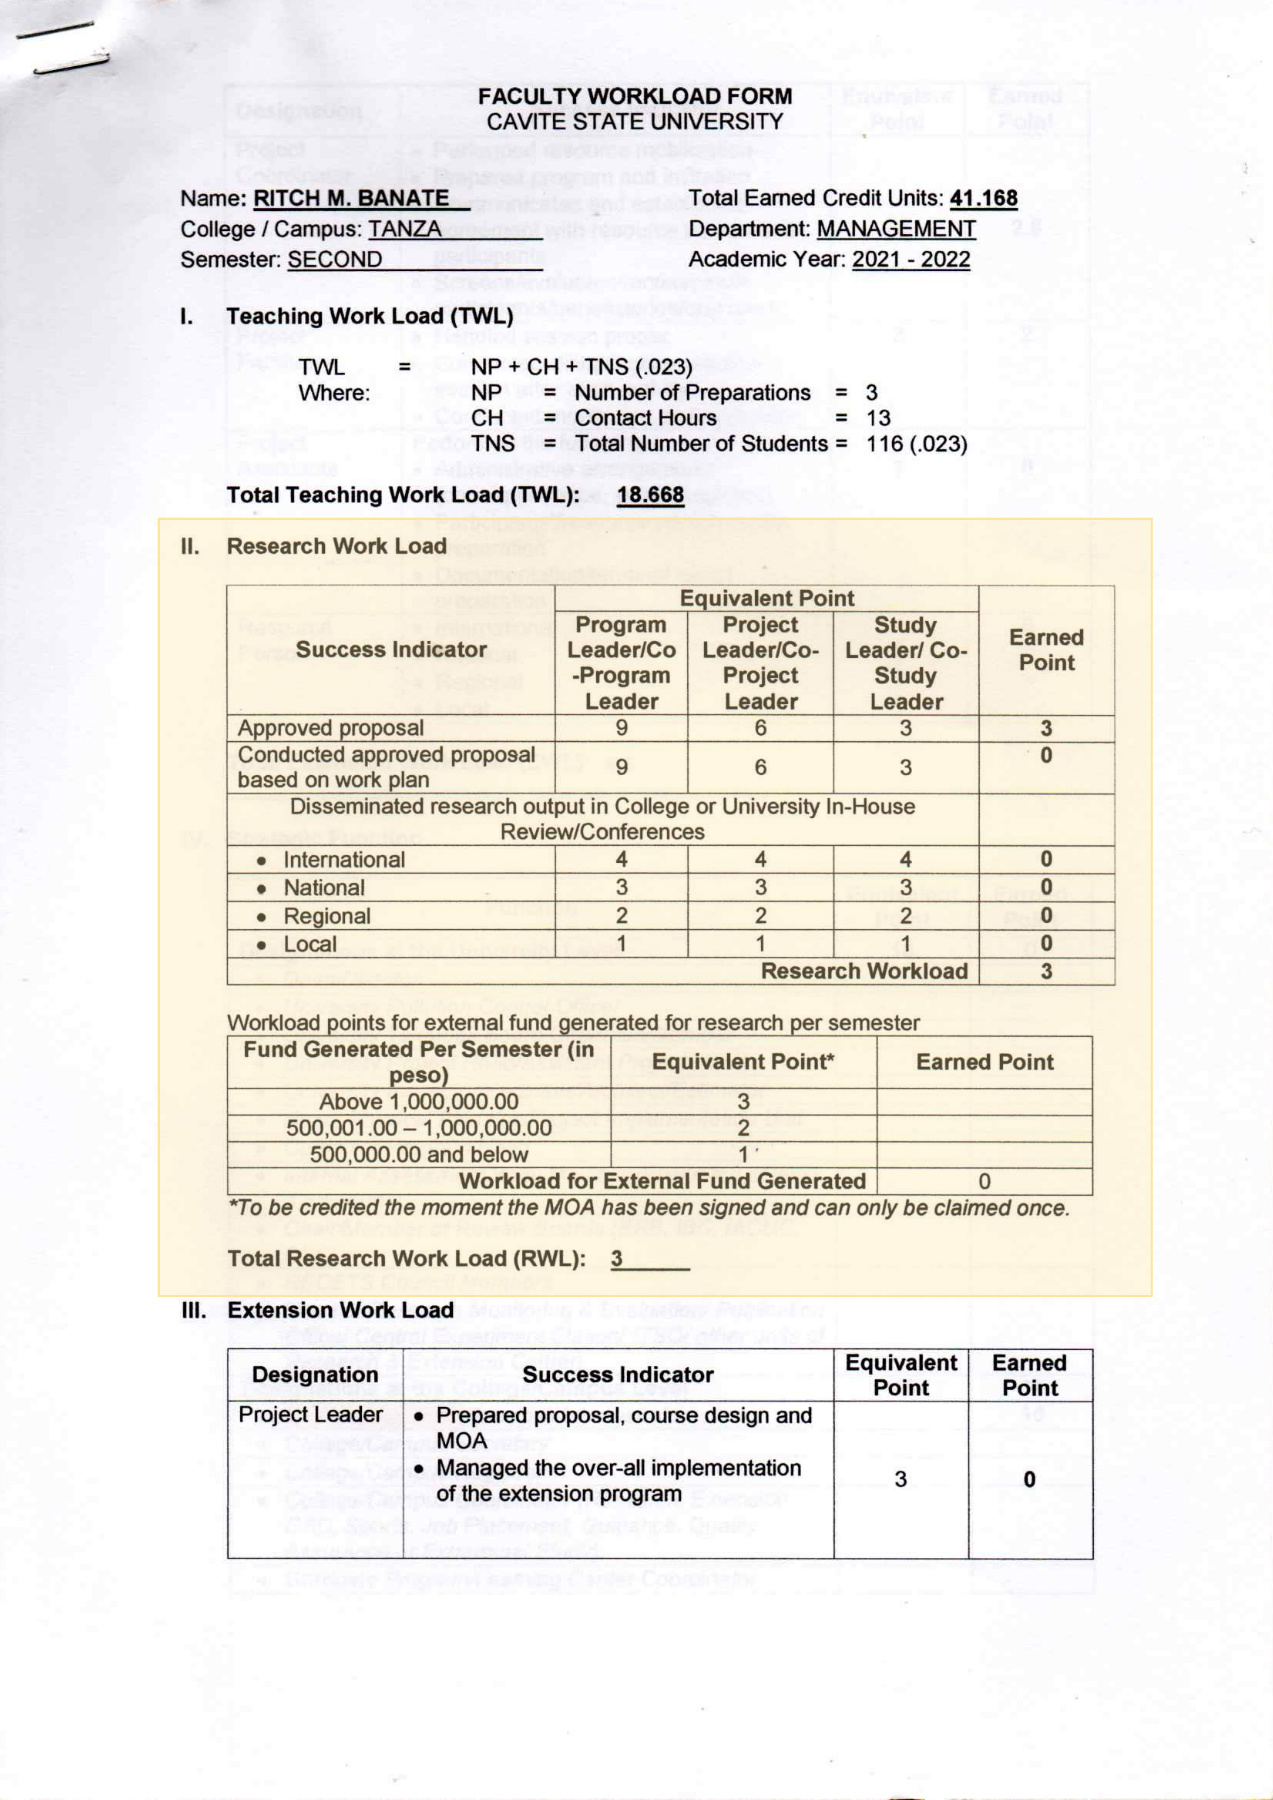 FACULTY WORKLOAD FORM
CAVITE STATE UNIVERSITY
Name: RITCH M. BANATE Total Earned Credit Units: 41.168
College / Campus: TANZA Department: MANAGEMENT
Semester: SECOND Academic Year: 2021 - 2022
I. Teaching Work Load (TWL)
TWL = NP + CH + TNS (.023)
Where: NP = Number of Preparations = 3
CH = Contact Hours = 13
TNS = Total Number of Students = 116 (.023)
Total Teaching Work Load (TWL): 18.668
II. Research Work Load
Success Indicator Equivalent Point Earned Point
Program Leader/Co-Program Leader Project Leader/Co-Project Leader Study Leader/ Co-Study Leader
Approved proposal 9 6 3 3
Conducted approved proposal based on work plan 9 6 3 0
Disseminated research output in College or University In-House
Review/Conferences
• International 4 4 4 0
• National 3 3 3 0
• Regional 2 2 2 0
• Local 1 1 1 0
Research Workload 3
Workload points for external fund generated for research per semester
Fund Generated Per Semester (in peso) Equivalent Point* Earned Point
Above 1,000,000.00 3
500,001.00 – 1,000,000.00 2
500,000.00 and below 1
Workload for External Fund Generated 0
*To be credited the moment the MOA has been signed and can only be claimed once.
Total Research Work Load (RWL): 3
III. Extension Work Load
Designation Success Indicator Equivalent Point Earned Point
Project Leader • Prepared proposal, course design and
MOA
• Managed the over-all implementation
of the extension program 3 0